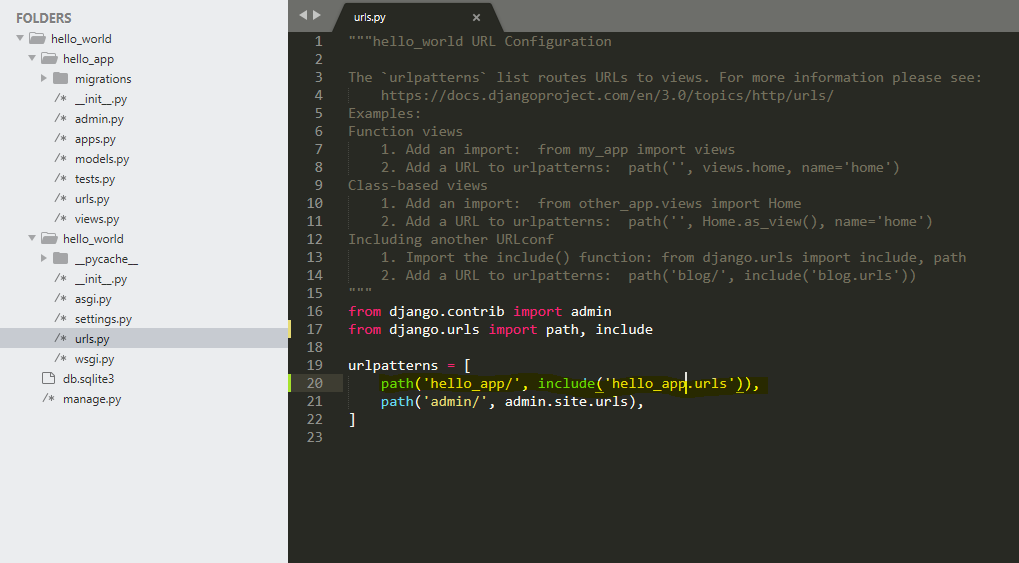 FOLDERS
hello_world
hello_app
migrations
/* __init__.py
/* admin.py
/* apps.py
/* models.py
/* tests.py
/* urls.py
/* views.py
hello_world
__pycache__
/* __init__.py
/* asgi.py
/* settings.py
/* urls.py
/* wsgi.py
db.sqlite3
/* manage.py
urls.py ×
1 """hello_world URL Configuration
2
3 The `urlpatterns` list routes URLs to views. For more information please see:
4     https://docs.djangoproject.com/en/3.0/topics/http/urls/
5 Examples:
6 Function views
7     1. Add an import:  from my_app import views
8     2. Add a URL to urlpatterns:  path('', views.home, name='home')
9 Class-based views
10     1. Add an import:  from other_app.views import Home
11     2. Add a URL to urlpatterns:  path('', Home.as_view(), name='home')
12 Including another URLconf
13     1. Import the include() function: from django.urls import include, path
14     2. Add a URL to urlpatterns:  path('blog/', include('blog.urls'))
15 """
16 from django.contrib import admin
17 from django.urls import path, include
18
19 urlpatterns = [
20     path('hello_app/', include('hello_app.urls')),
21     path('admin/', admin.site.urls),
22 ]
23